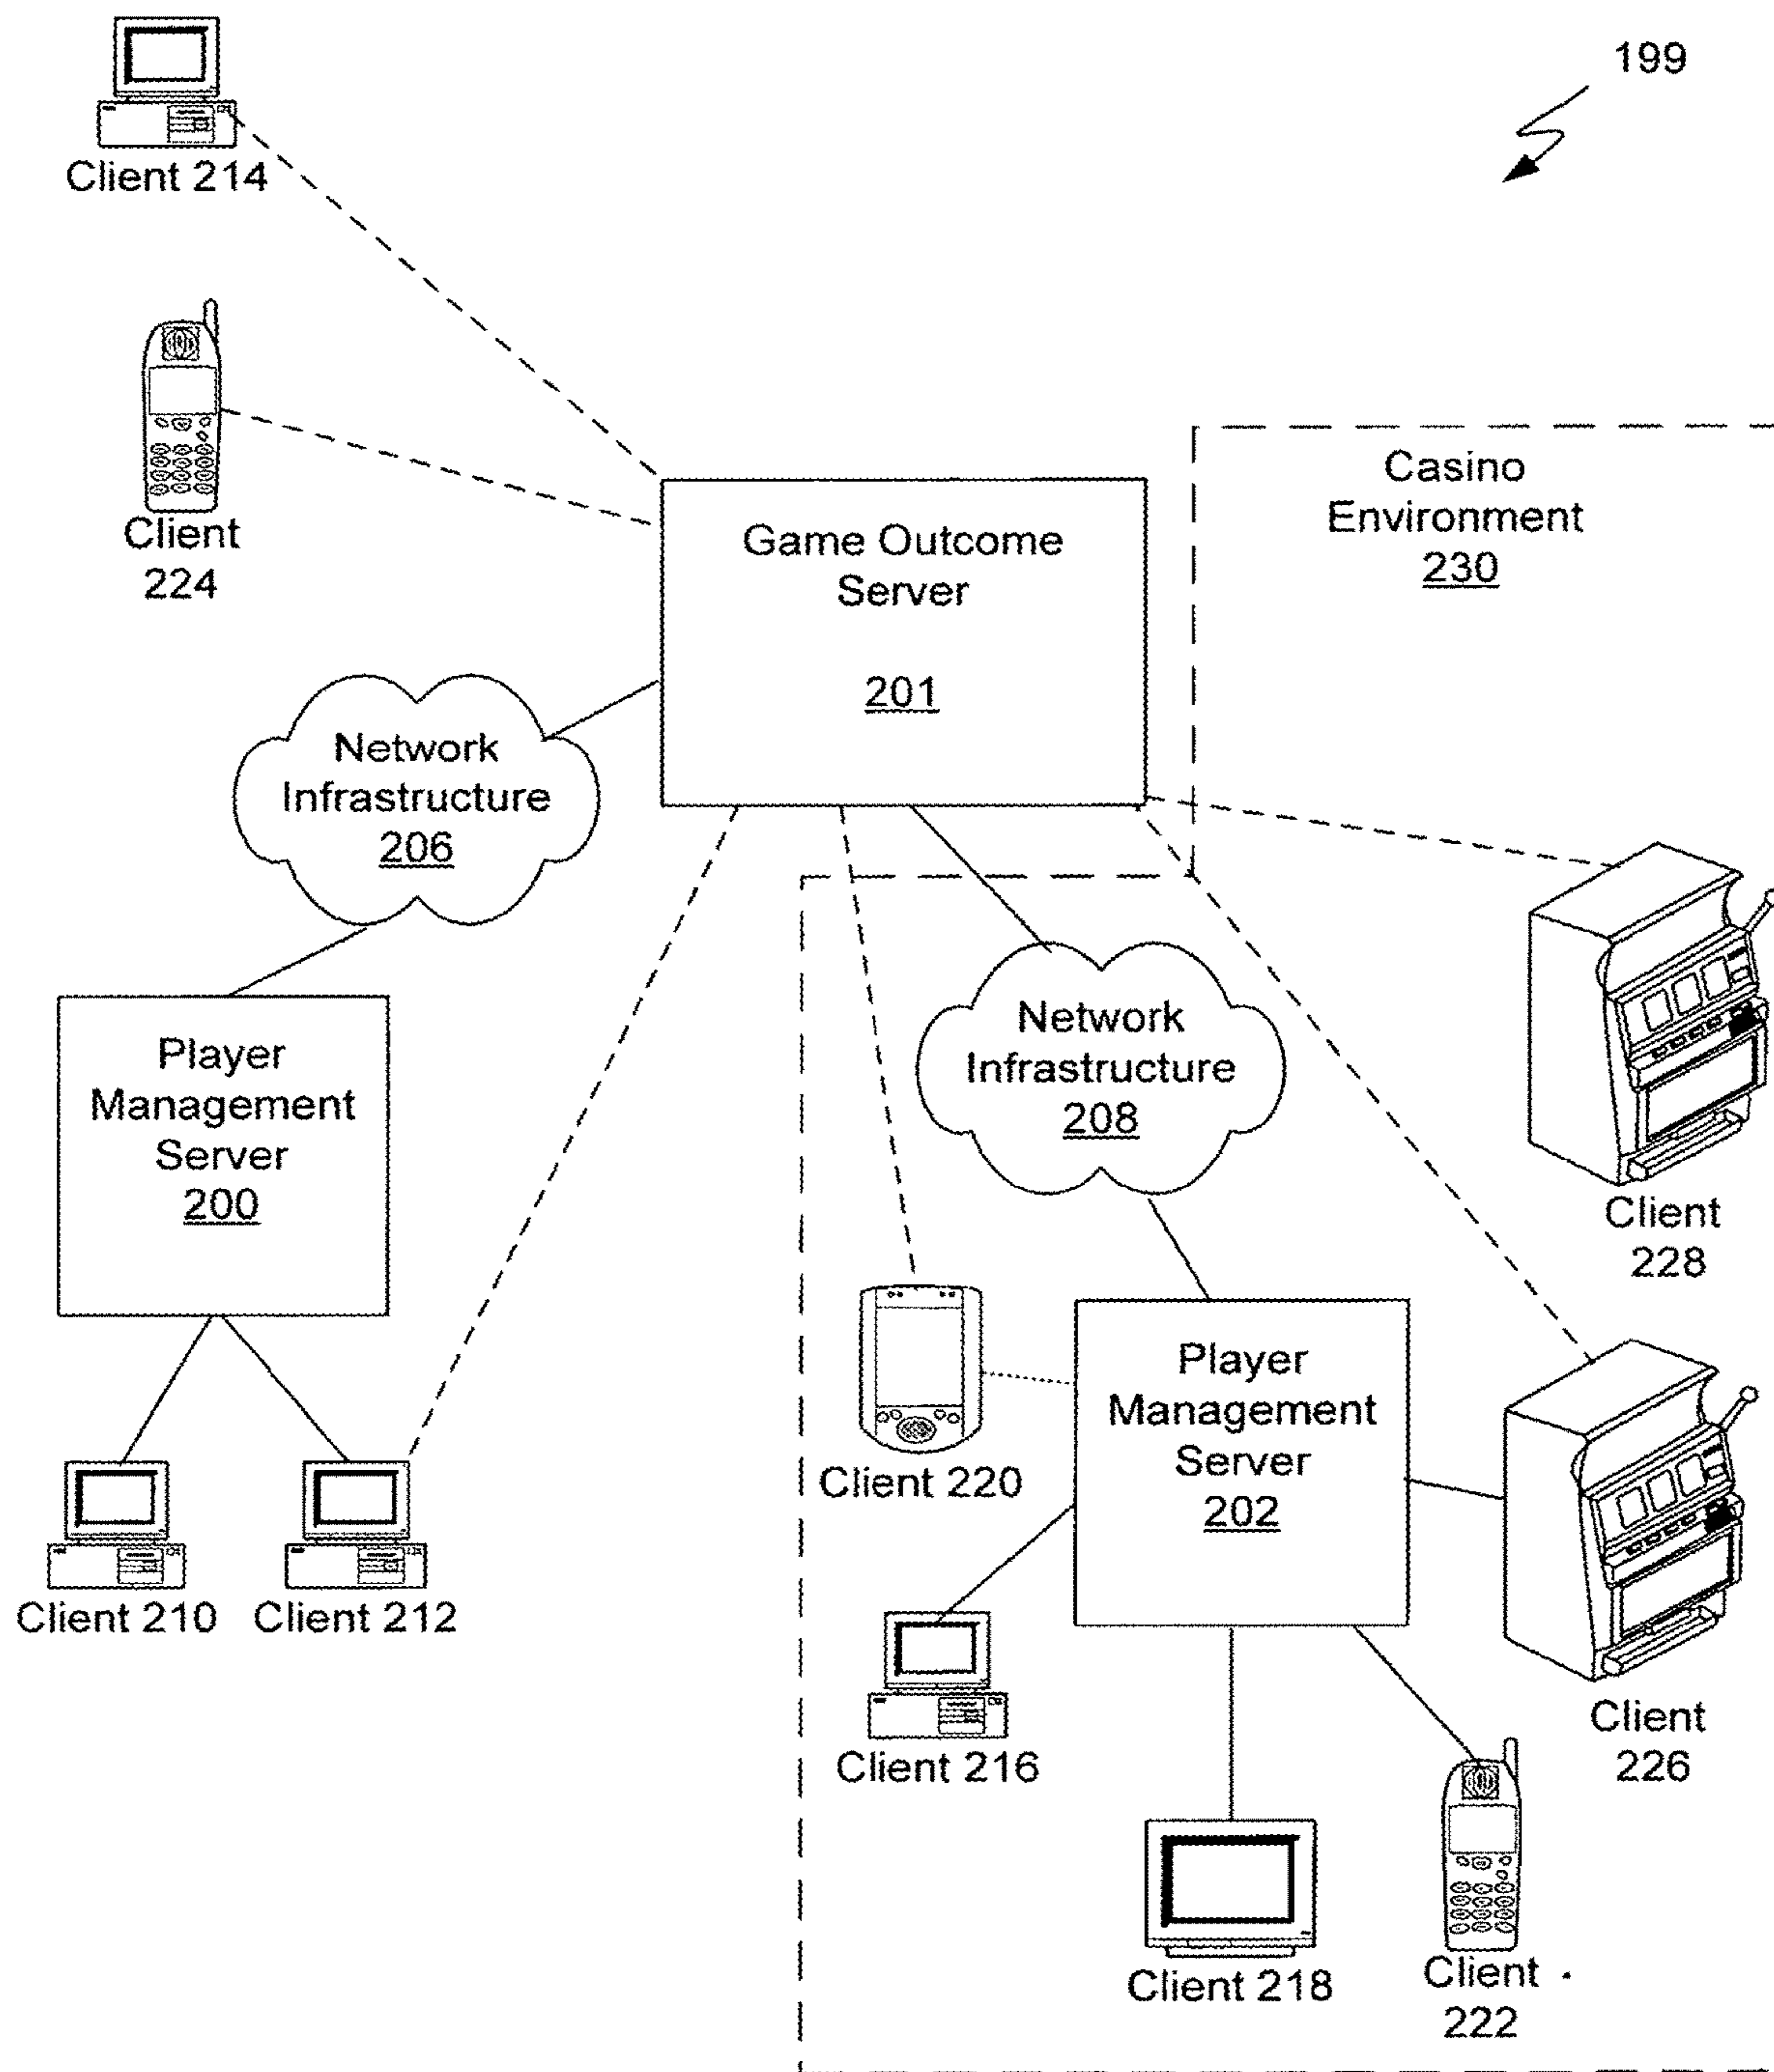 199
Client 214
Client
224
Game Outcome
Server
201
Casino
Environment
230
Network
Infrastructure
206
Player
Management
Server
200
Network
Infrastructure
208
Client
228
Client 210
Client 212
Client 220
Player
Management
Server
202
Client 216
Client
226
Client 218
Client
222